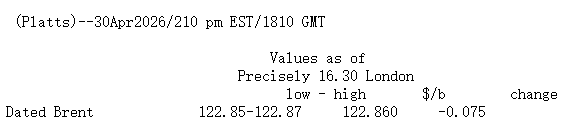 (Platts)--30Apr2026/210 pm EST/1810 GMT
Values as of
Precisely 16.30 London
low - high $/b change
Dated Brent 122.85-122.87 122.860 -0.075